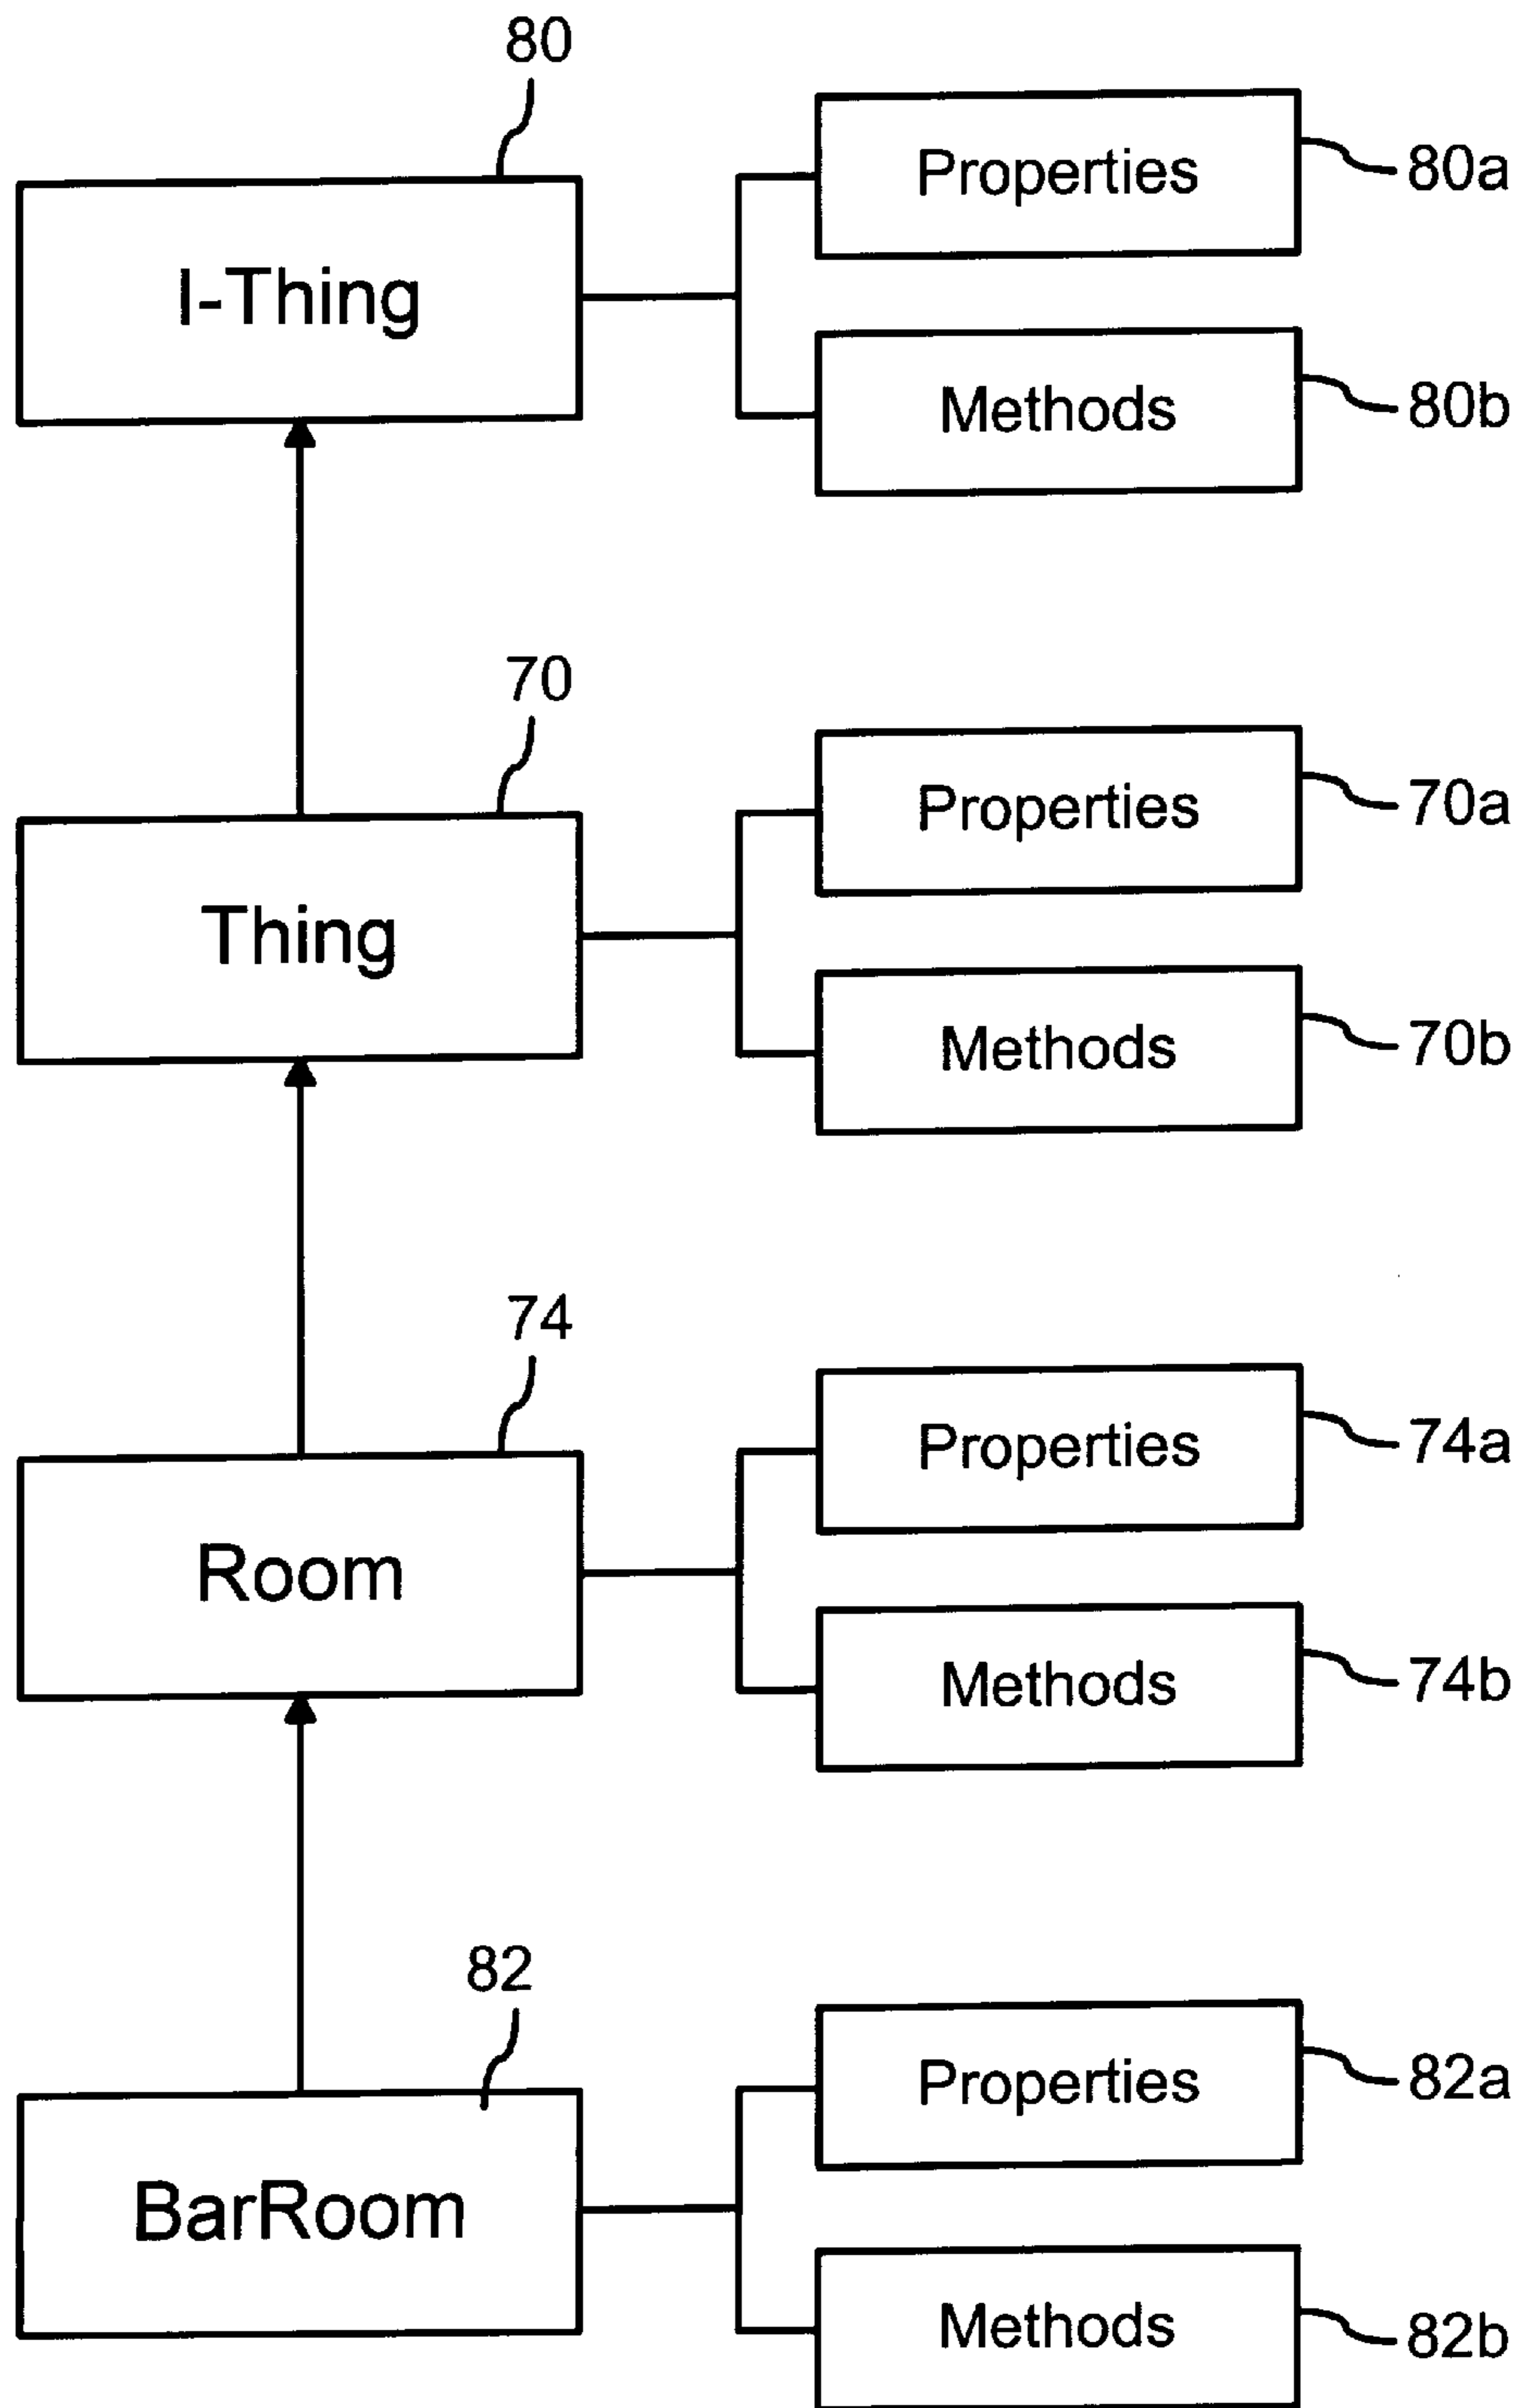 80
Properties
80a
I-Thing
Methods
80b
70
Properties
70a
Thing
Methods
70b
74
Properties
74a
Room
Methods
74b
82
Properties
82a
BarRoom
Methods
82b